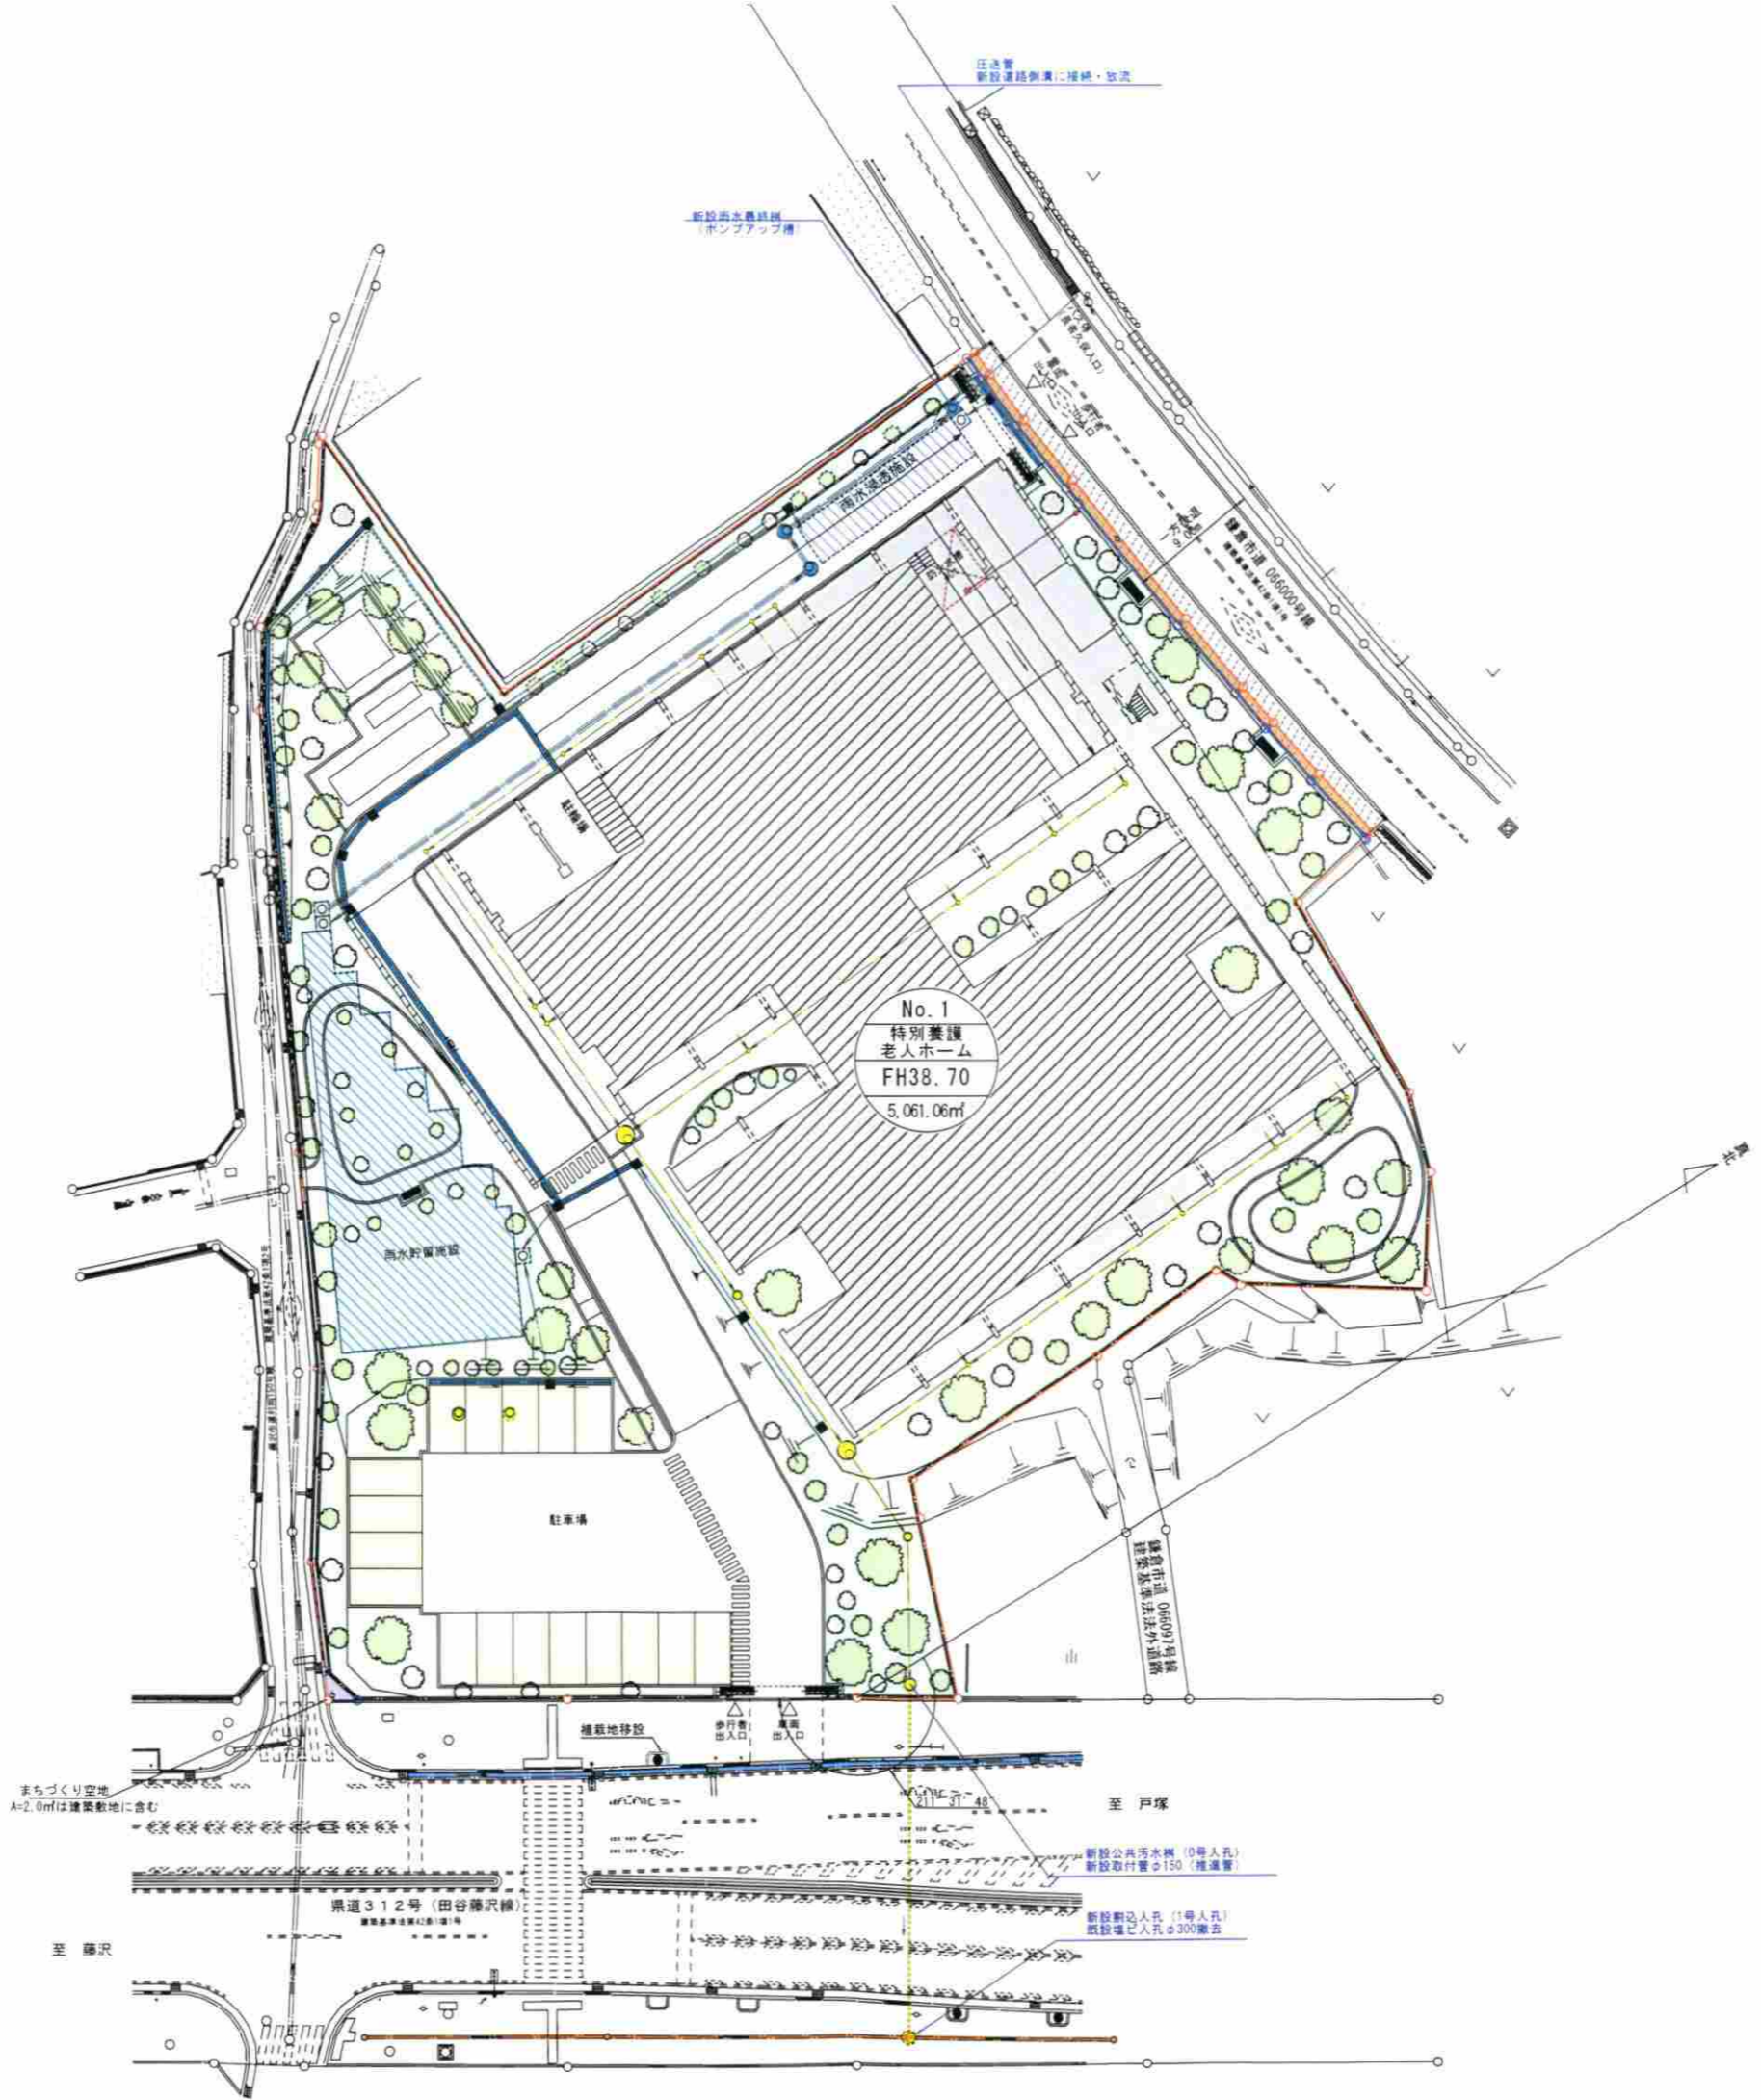 圧送管
新設道路側溝に接続・放流
新設雨水最終桝
(ポンプアップ槽)
雨水浸透施設
鎌倉市道 066000号線
駐輪場
No. 1
特別養護
老人ホーム
FH38. 70
5, 061. 06㎡
真北
雨水貯留施設
駐車場
鎌倉市道 066097号線
建築基準法法外道路
歩行者
出入口
車両
出入口
植栽地移設
まちづくり空地
A=2. 0㎡は建築敷地に含む
211° 31' 48"
至 戸塚
新設公共汚水桝 (0号人孔)
新設取付管φ150 (推進管)
県道312号 (田谷藤沢線)
建築基準法第42条1項1号
新設割込人孔 (1号人孔)
既設塩ビ人孔φ300撤去
至 藤沢